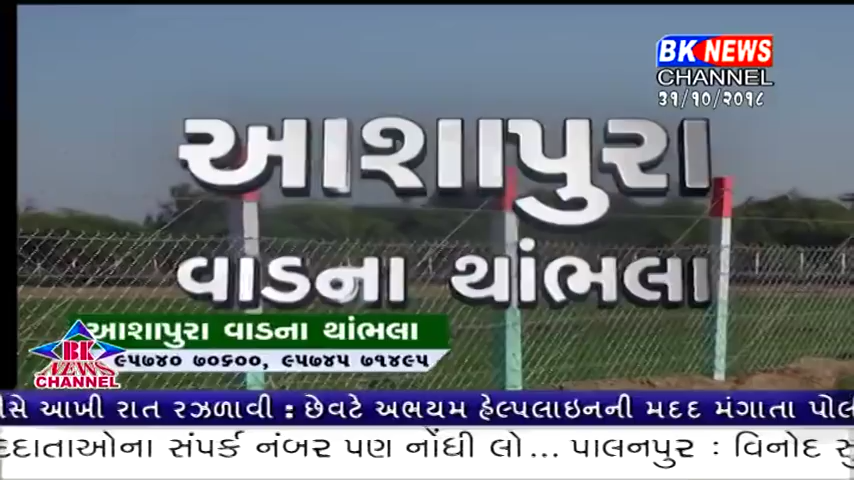 BK NEWS
CHANNEL
૩૧/૧૦/૨૦૧૮
આશાપુરા
વાડના થાંભલા
આશાપુરા વાડના થાંભલા
૯૫૭૪૦ ૭૦૬૦૦, ૯૫૭૪૫ ૭૧૪૯૫
BK
NEWS
CHANNEL
આખી રાત રઝળાવી : છેવટે અભયમ હેલ્પલાઇનની મદદ મંગાતા
સંપર્ક નંબર પણ નોંધી લો... પાલનપુર : વિનોદ